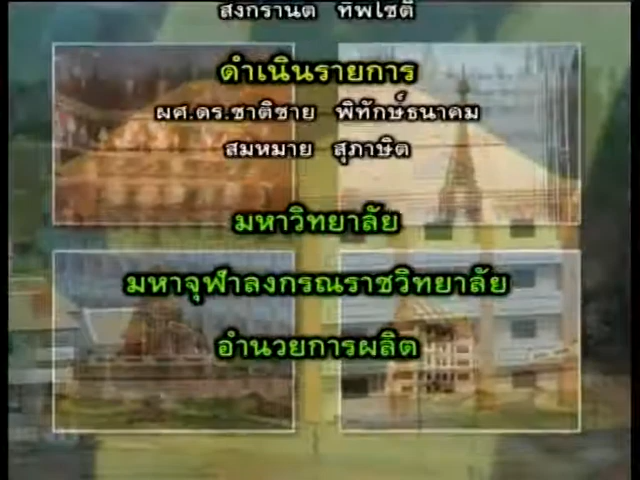 สงกรานต์ ทิพโชติ
ดำเนินรายการ
ผศ.ดร.ชาติชาย พิทักษ์ธนาคม
สมหมาย สุภาษิต
มหาวิทยาลัย
มหาจุฬาลงกรณราชวิทยาลัย
อำนวยการผลิต